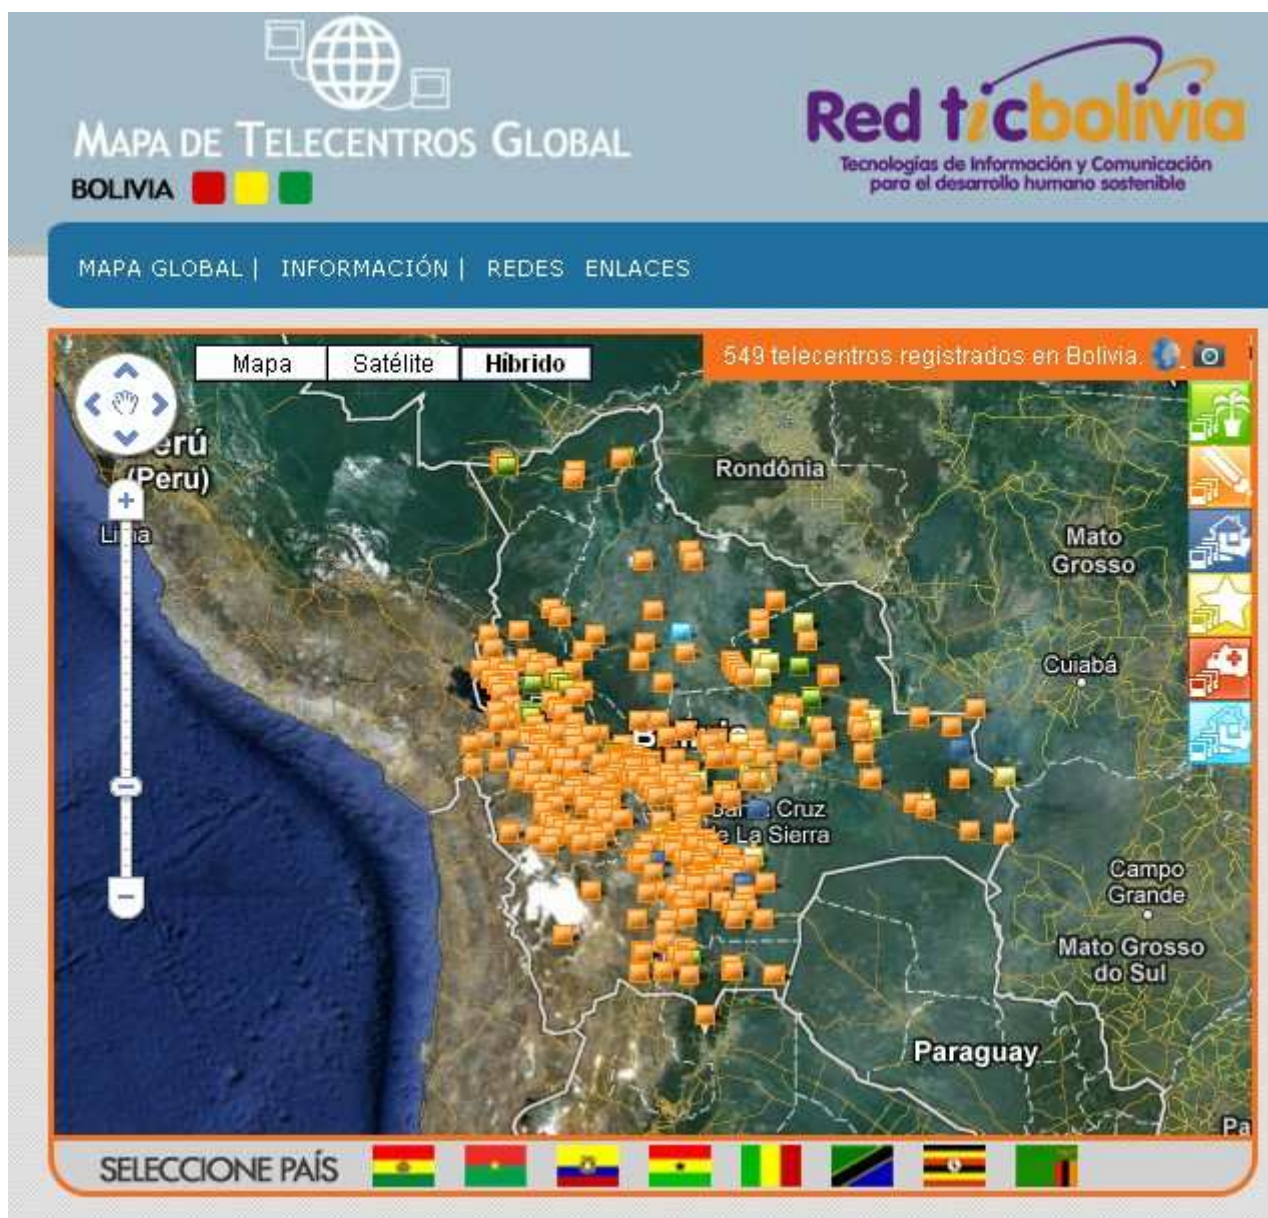 MAPA DE TELECENTROS GLOBAL
BOLIVIA
Red ticbolivia
Tecnologías de Información y Comunicación
para el desarrollo humano sostenible
MAPA GLOBAL | INFORMACIÓN | REDES ENLACES
Mapa Satélite Híbrido
549 telecentros registrados en Bolivia.
(Peru)
Rondónia
Mato
Grosso
Cuiabá
Cruz
La Sierra
Campo
Grande
Mato Grosso
do Sul
Paraguay
SELECCIONE PAÍS